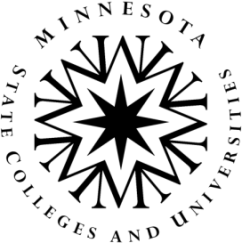 MINNESOTA
STATE COLLEGES AND UNIVERSITIES